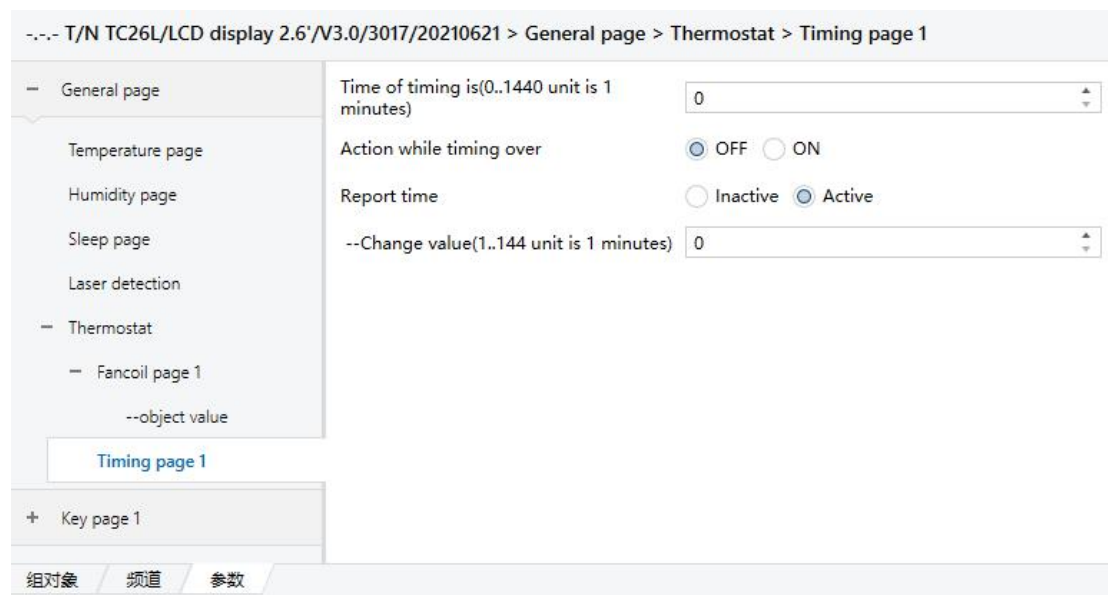 -.-.- T/N TC26L/LCD display 2.6'/V3.0/3017/20210621 > General page > Thermostat > Timing page 1
General page
Temperature page
Humidity page
Sleep page
Laser detection
Thermostat
Fancoil page 1
--object value
Timing page 1
Key page 1
Time of timing is(0..1440 unit is 1
minutes)
0
Action while timing over
OFF ON
Report time
Inactive Active
--Change value(1..144 unit is 1 minutes)
0
组对象 频道 参数